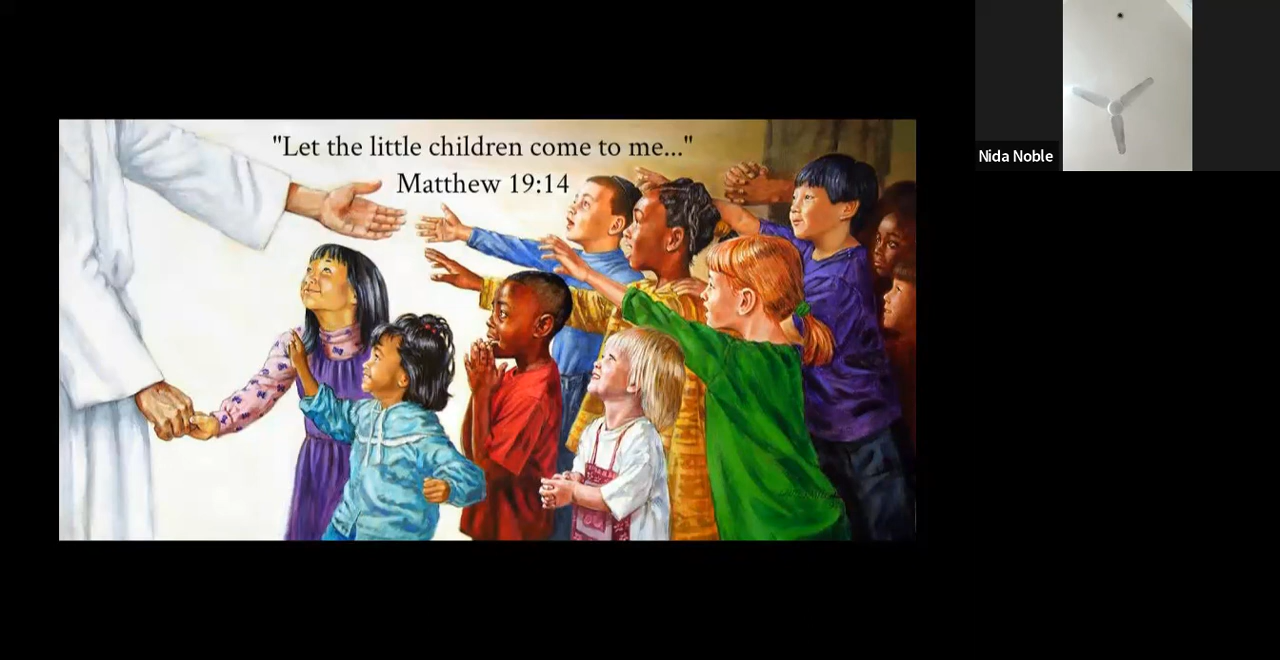 "Let the little children come to me..."
Matthew 19:14
Nida Noble